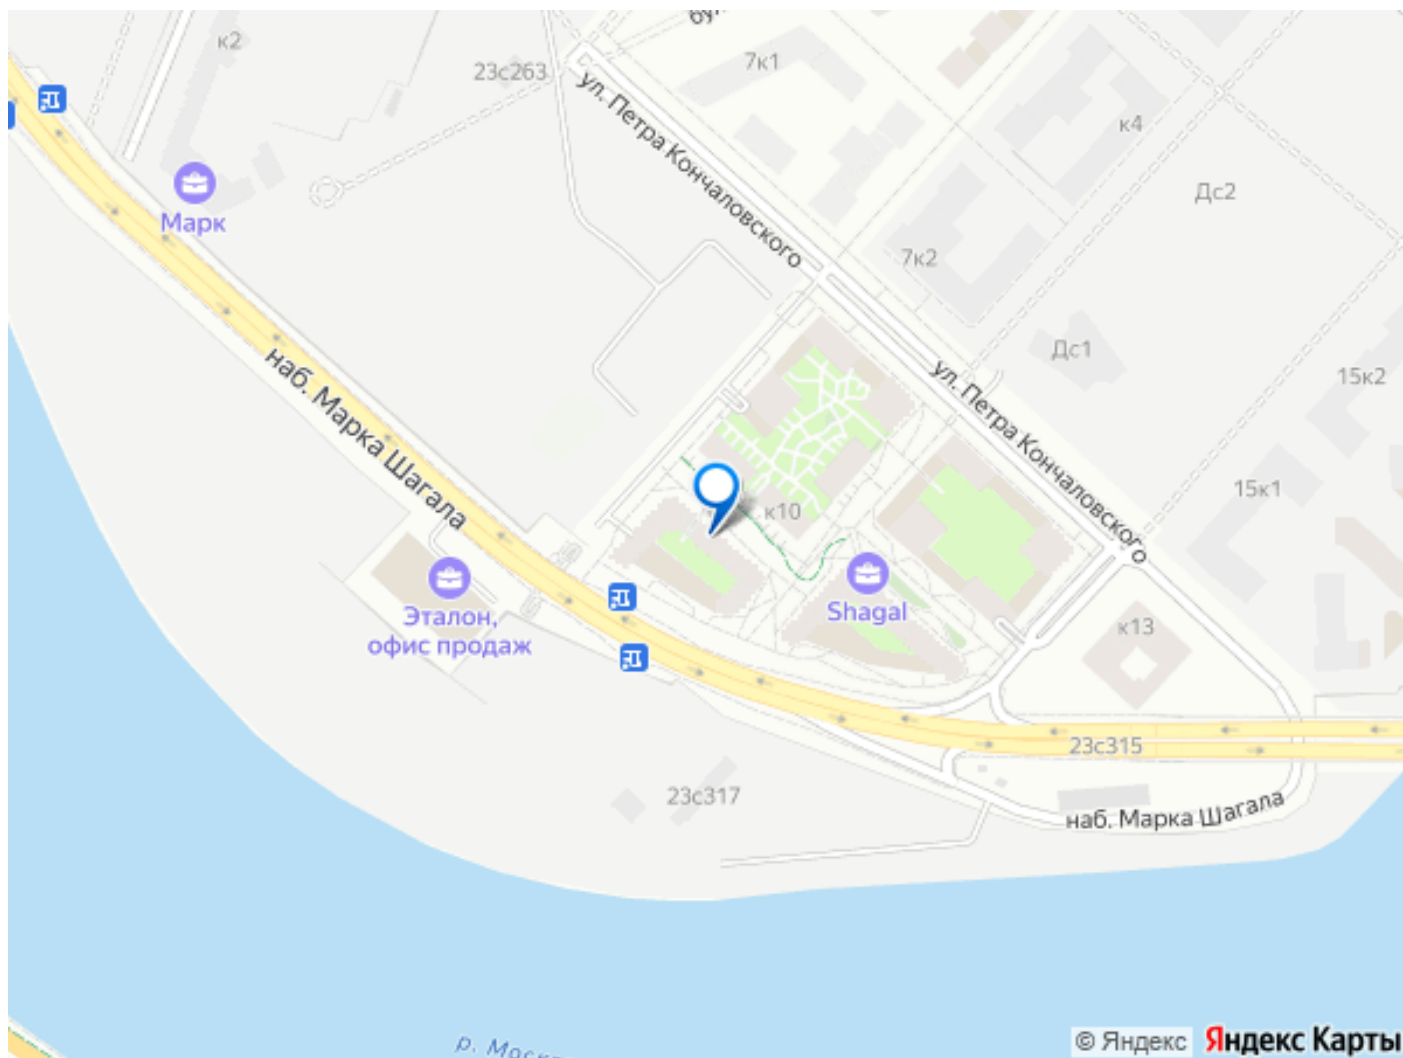 к2
23с263
7к1
ул. Петра Кончаловского
к4
Дс2
Марк
7к2
Дс1
15к2
наб. Марка Шагала
ул. Петра Кончаловского
15к1
к10
Эталон,
офис продаж
Shagal
к13
23с315
23с317
наб. Марка Шагала
© Яндекс Яндекс Карты